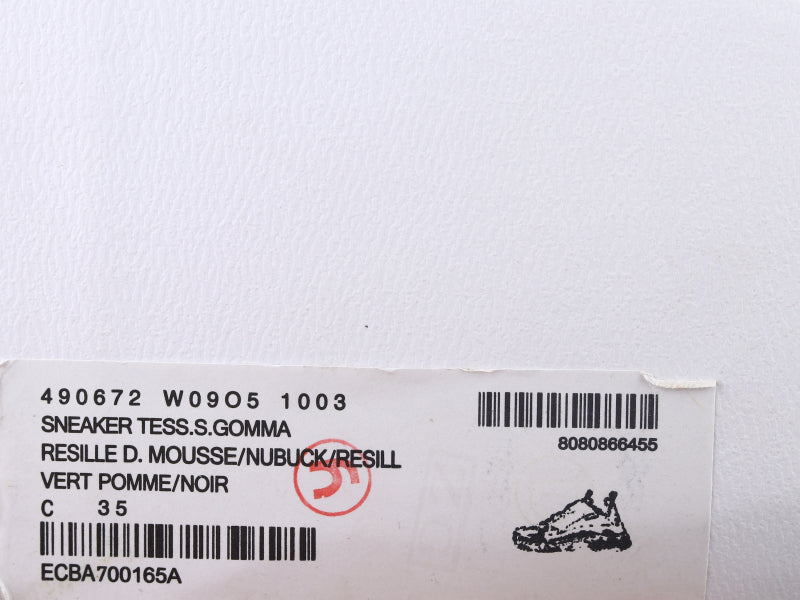 490672 W09O5 1003
SNEAKER TESS.S.GOMMA
8080866455
RESILLE D. MOUSSE/NUBUCK/RESILL
VERT POMME/NOIR
C 35
ECBA700165A